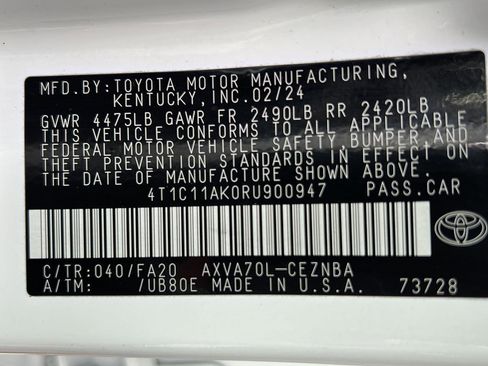 MFD.BY:TOYOTA MOTOR MANUFACTURING,
KENTUCKY,INC.02/24
GVWR 4475LB GAWR FR 2490LB RR 2420LB
THIS VEHICLE CONFORMS TO ALL APPLICABLE
FEDERAL MOTOR VEHICLE SAFETY,BUMPER,AND
THEFT PREVENTION STANDARDS IN EFFECT ON
THE DATE OF MANUFACTURE SHOWN ABOVE.
4T1C11AK0RU900947 PASS.CAR
C/TR:040/FA20 AXVA70L-CEZNBA
A/TM: /UB80E MADE IN U.S.A. 73728
TOYOTA